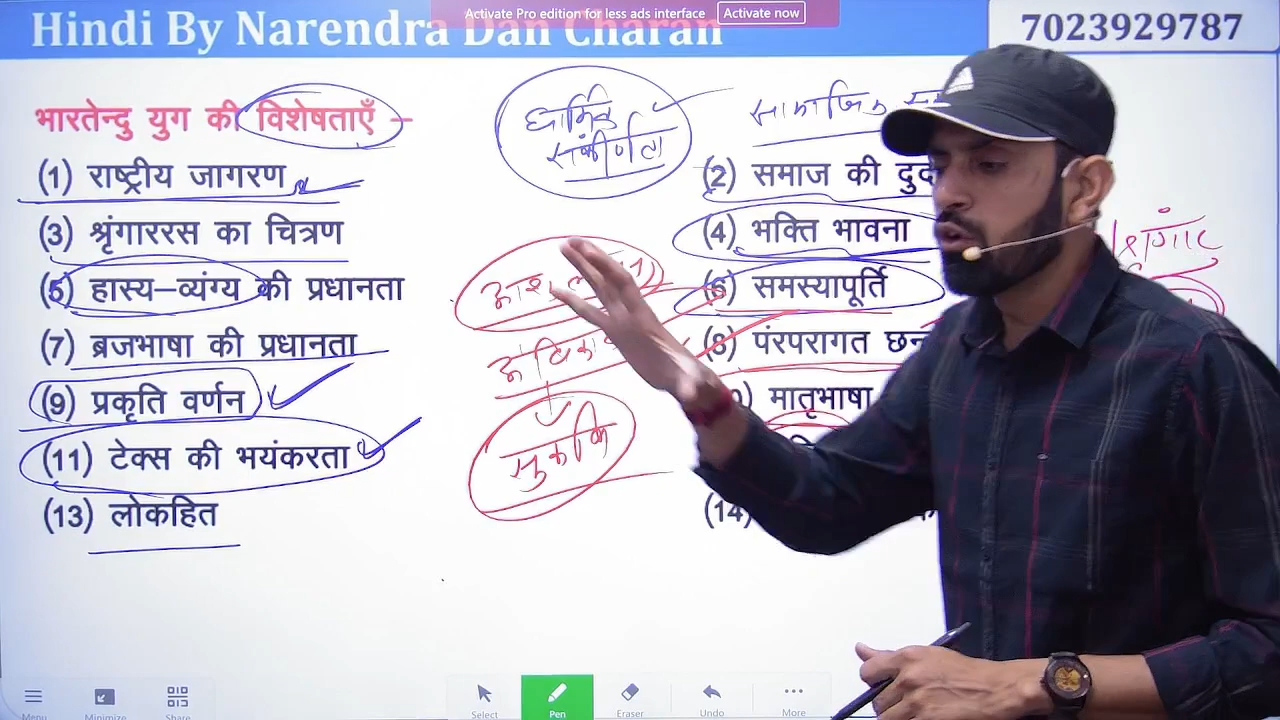 Activate Pro edition for less ads interface Activate now
Hindi By Narendra Dan Charan
7023929787
भारतेन्दु युग की विशेषताएँ –
धार्मिक संकीर्णता
सामाजिक
(1) राष्ट्रीय जागरण
(2) समाज की
(3) श्रृंगाररस का चित्रण
(4) भक्ति भावना
श्रृंगार
(5) हास्य–व्यंग्य की प्रधानता
(6) समस्यापूर्ति
(7) ब्रजभाषा की प्रधानता
(8) परंपरागत
(9) प्रकृति वर्णन
मातृभाषा
(11) टेक्स की भयंकरता
सुकवि
(13) लोकहित
(14)
Menu Minimize Share Select Pen Eraser Undo More